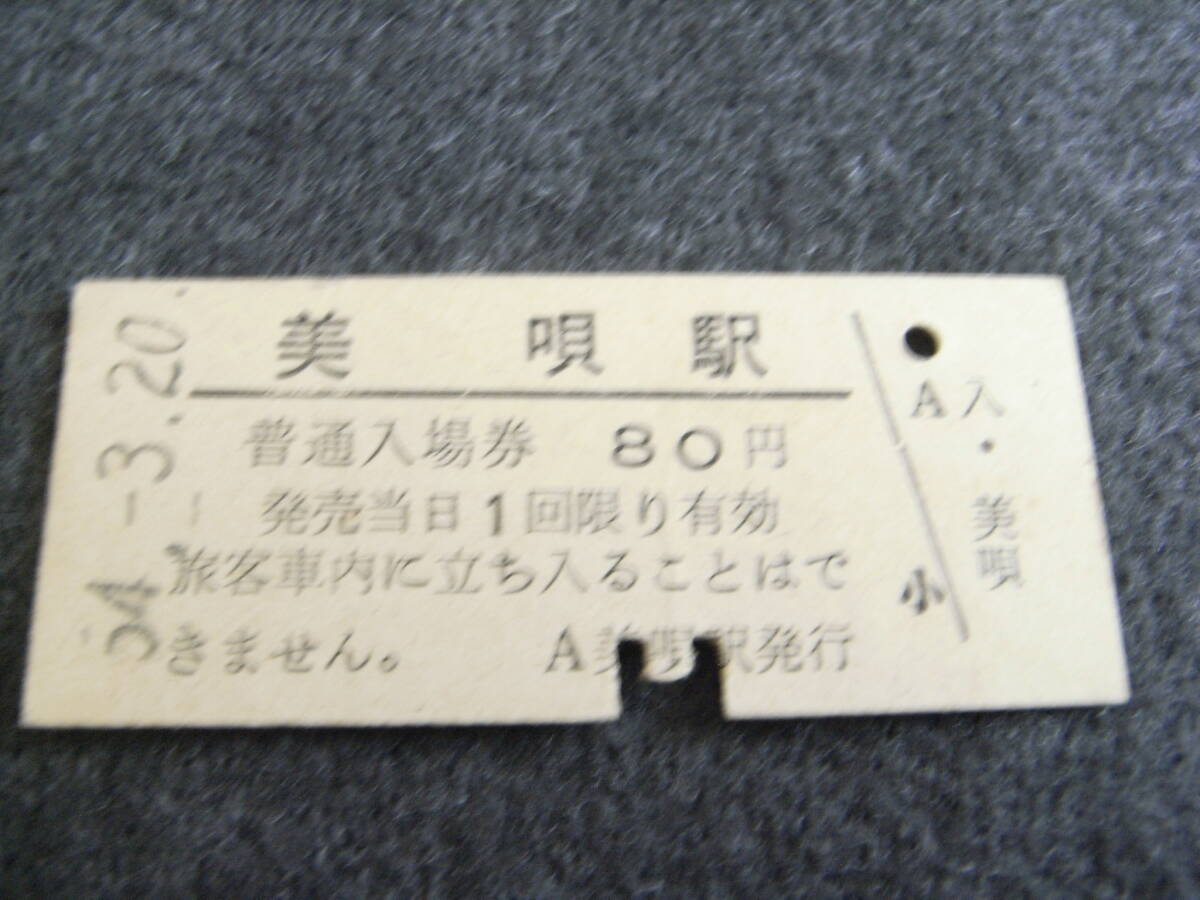 美唄駅
普通入場券 80円
発売当日1回限り有効
旅客車内に立ち入ることはで
きません。 A美唄駅発行
54.-3.20.
A入・美唄
小